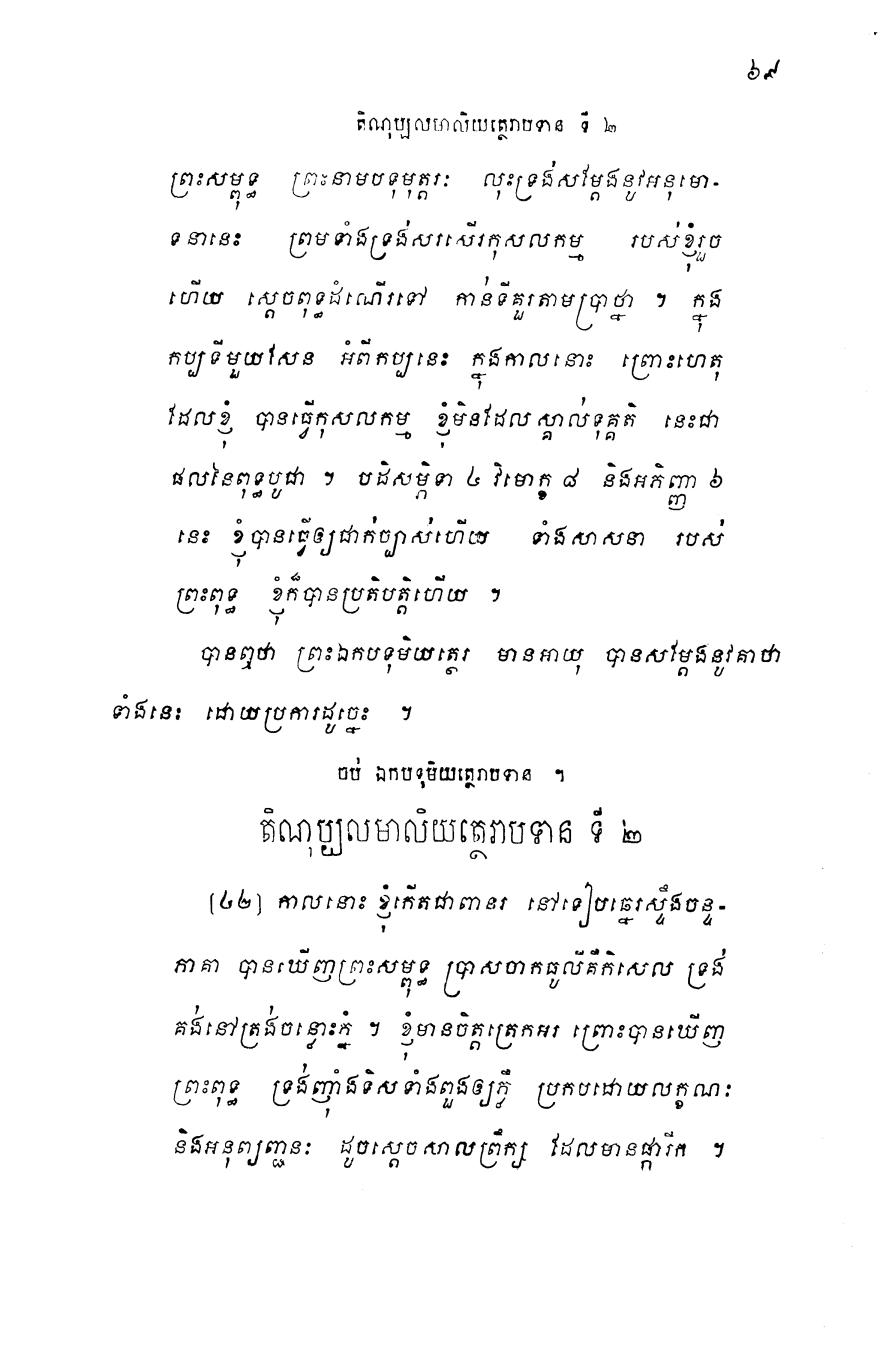 ៦៩
តិណុប្បលមាលិយត្ថេរាបទាន ទី ២
ព្រះសម្ពុទ្ធ ព្រះនាមបទុមុត្តរៈ លុះទ្រង់សម្តែងនូវអនុមោ-
ទនានេះ ព្រមទាំងទ្រង់សរសើរកុសលកម្ម របស់ខ្ញុំរួច
ហើយ ស្តេចពុទ្ធដំណើរទៅ កាន់ទីគួរតាមប្រាថ្នា ។ ក្នុង
កប្បទីមួយសែន អំពីកប្បនេះ ក្នុងកាលនោះ ព្រោះហេតុ
ដែលខ្ញុំ បានធ្វើកុសលកម្ម ខ្ញុំមិនដែលស្គាល់ទុគ្គតិ នេះជា
ផលនៃពុទ្ធបូជា ។ បដិសម្ភិទា ៤ វិមោក្ខ ៨ និងអភិញ្ញា ៦
នេះ ខ្ញុំបានធ្វើឲ្យជាក់ច្បាស់ហើយ ទាំងសាសនា របស់
ព្រះពុទ្ធ ខ្ញុំក៏បានប្រតិបត្តិហើយ ។
បានឮថា ព្រះឯកបទុមិយត្ថេរ មានអាយុ បានសម្តែងនូវគាថា
ទាំងនេះ ដោយប្រការដូច្នេះ ។
ចប់ ឯកបទុមិយត្ថេរាបទាន ។
តិណុប្បលមាលិយត្ថេរាបទាន ទី ២
[៤២] កាលនោះ ខ្ញុំកើតជាពានរ នៅទៀបឆ្នេរស្ទឹងចន្ទ-
ភាគា បានឃើញព្រះសម្ពុទ្ធ ប្រាសចាកធូលីគឺកិសេល ទ្រង់
គង់នៅត្រង់ចន្លោះភ្នំ ។ ខ្ញុំមានចិត្តត្រេកអរ ព្រោះបានឃើញ
ព្រះពុទ្ធ ទ្រង់ញ៉ាំងទិសទាំងពួងឲ្យភ្លឺ ប្រកបដោយលក្ខណៈ
និងអនុព្យញ្ជនៈ ដូចស្តេចសាលព្រឹក្ស ដែលមានផ្ការីក ។